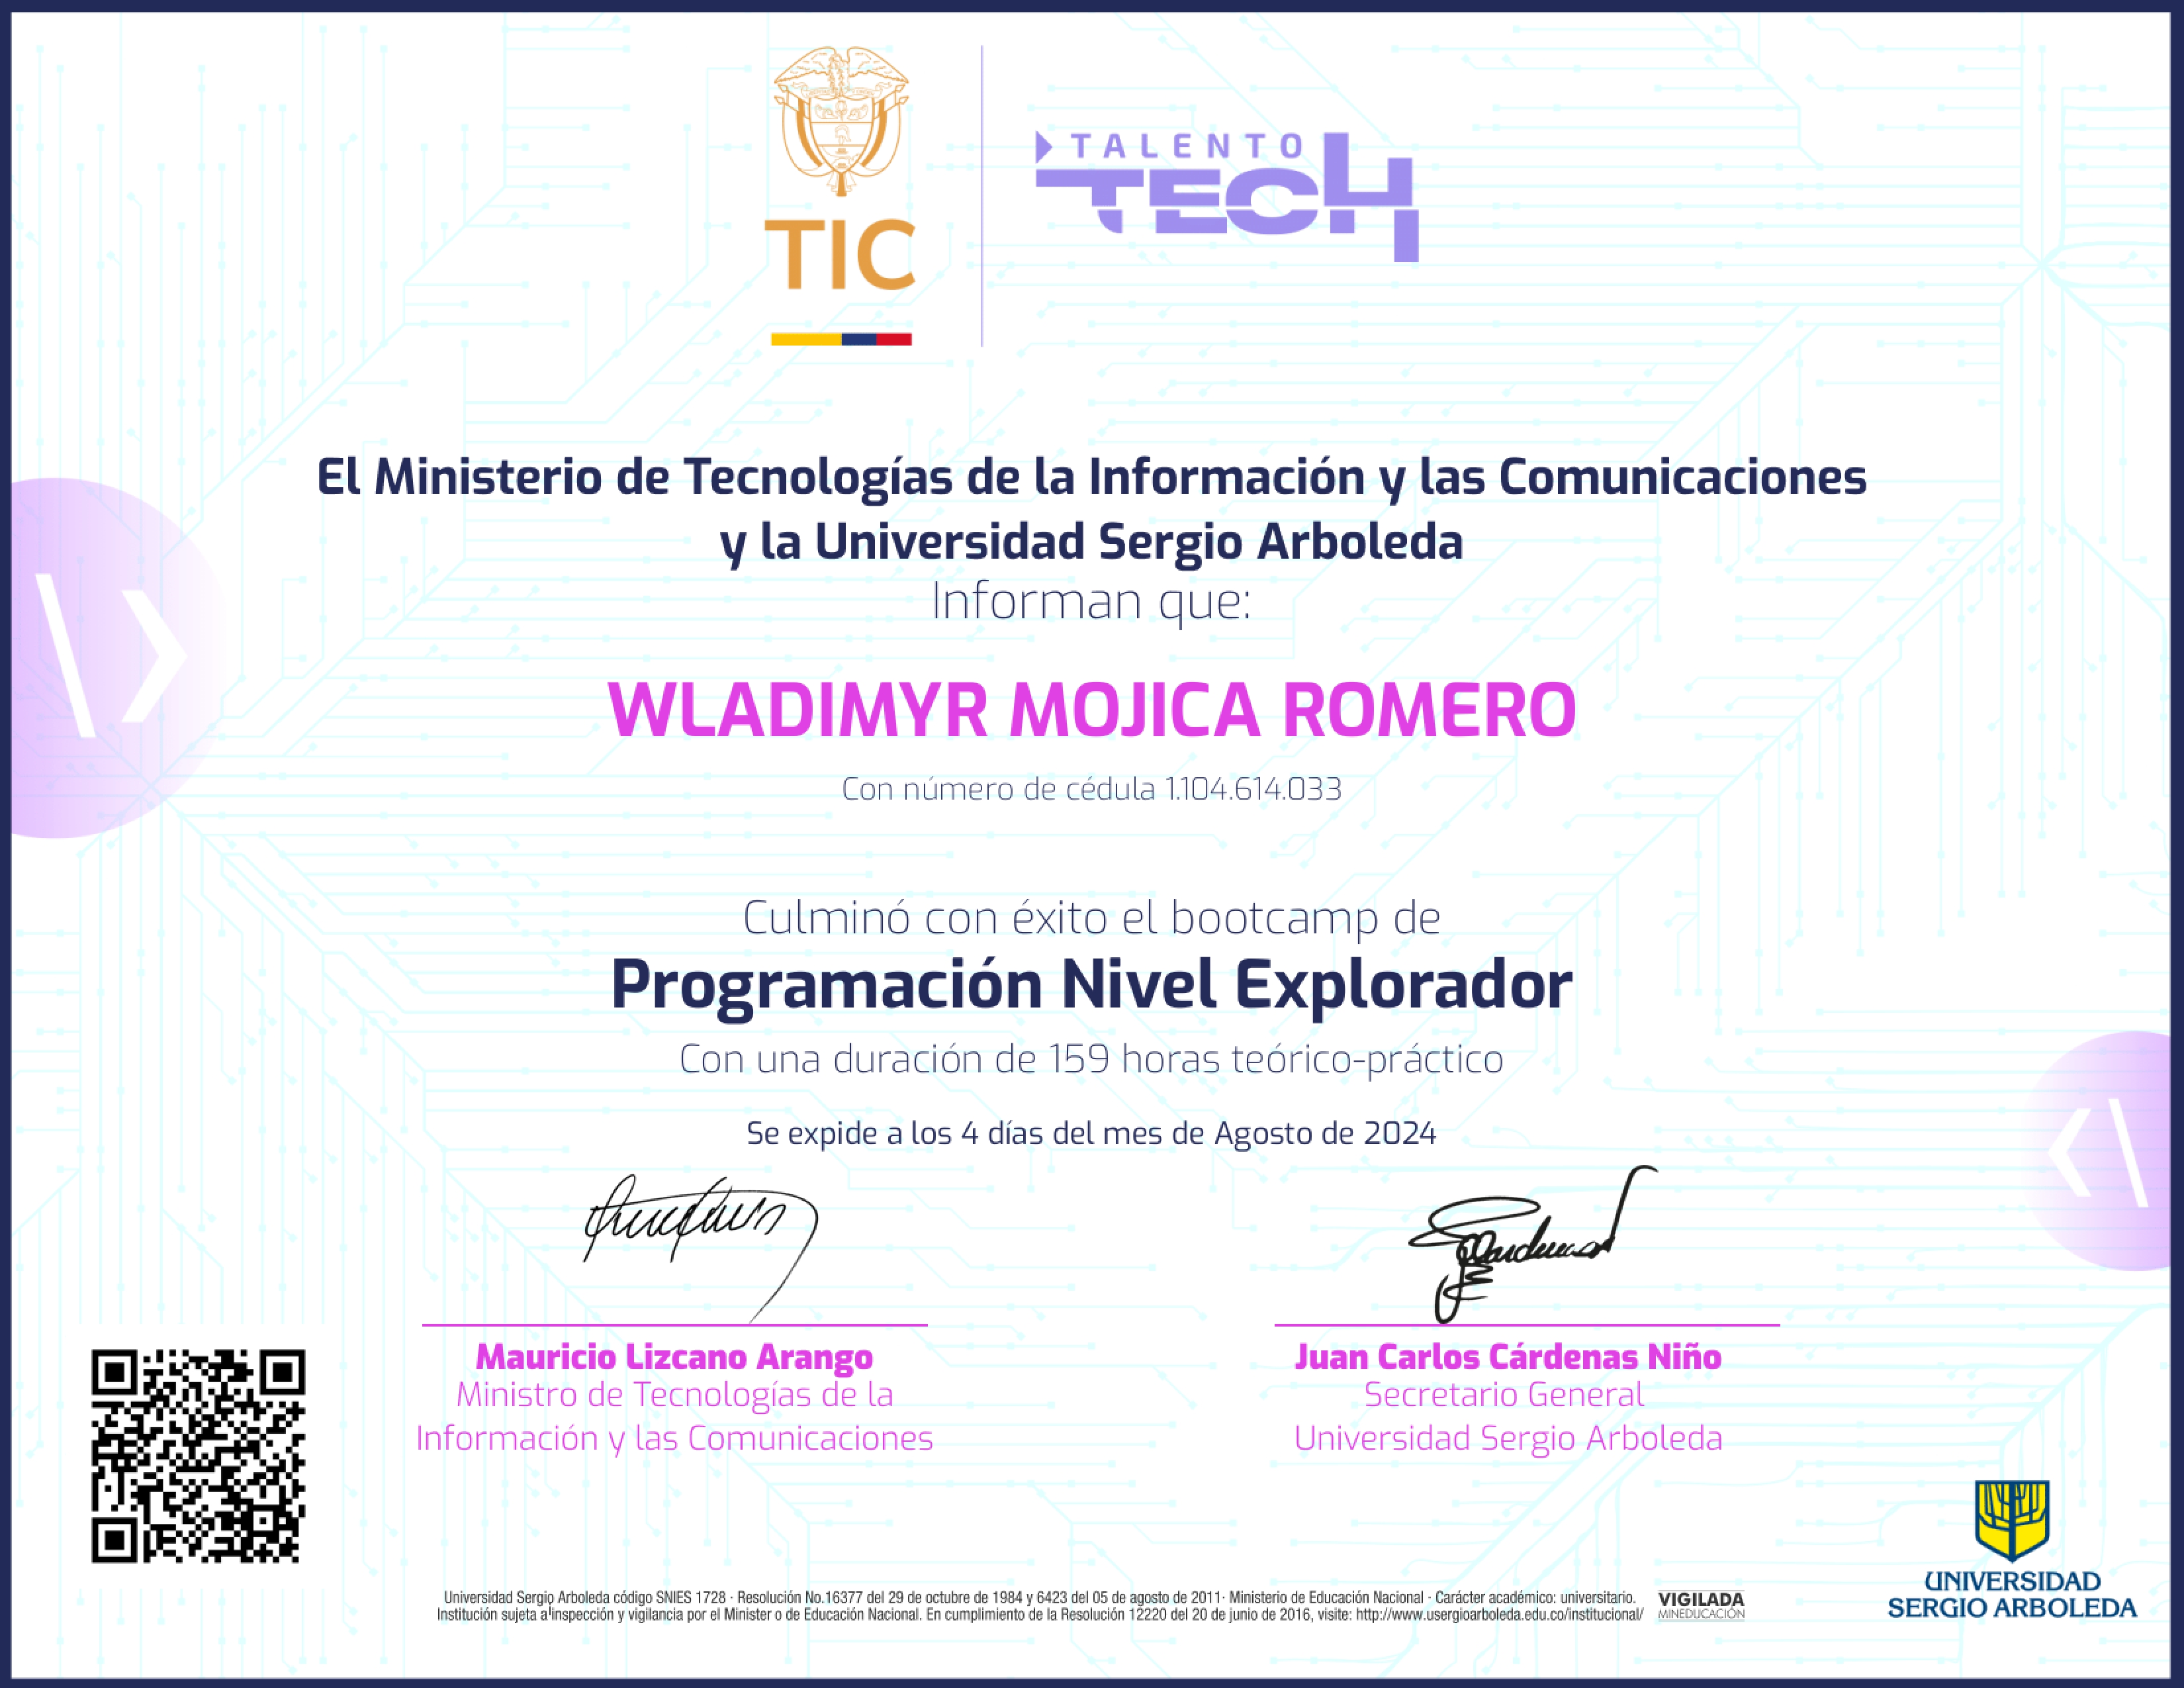 TIC
TALENTO
TECH
El Ministerio de Tecnologías de la Información y las Comunicaciones
y la Universidad Sergio Arboleda
Informan que:
WLADIMYR MOJICA ROMERO
Con número de cédula 1.104.614.033
Culminó con éxito el bootcamp de
Programación Nivel Explorador
Con una duración de 159 horas teórico-práctico
Se expide a los 4 días del mes de Agosto de 2024
Mauricio Lizcano Arango
Ministro de Tecnologías de la
Información y las Comunicaciones
Juan Carlos Cárdenas Niño
Secretario General
Universidad Sergio Arboleda
Universidad Sergio Arboleda código SNIES 1728 · Resolución No.16377 del 29 de octubre de 1984 y 6423 del 05 de agosto de 2011· Ministerio de Educación Nacional · Carácter académico: universitario.
Institución sujeta a inspección y vigilancia por el Minister o de Educación Nacional. En cumplimiento de la Resolución 12220 del 20 de junio de 2016, visite: http://www.usergioarboleda.edu.co/institucional/
VIGILADA
MINEDUCACIÓN
UNIVERSIDAD
SERGIO ARBOLEDA